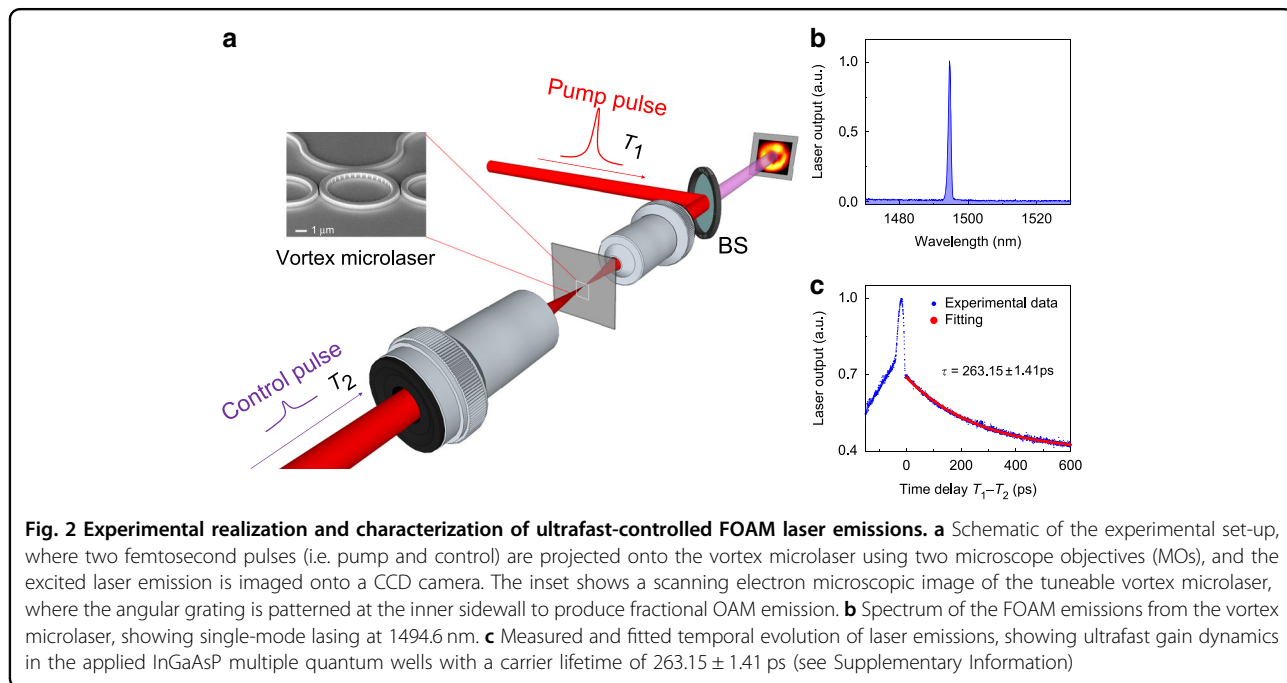 a
Pump pulse
T1
1 μm
Vortex microlaser
BS
Control pulse
T2
b
Laser output (a.u.)
1.0
0.5
0.0
1480
1500
1520
Wavelength (nm)
c
Laser output (a.u.)
1.0
0.7
0.4
Experimental data
Fitting
τ = 263.15 ± 1.41 ps
0
200
400
600
Time delay T1–T2 (ps)
Fig. 2 Experimental realization and characterization of ultrafast-controlled FOAM laser emissions. a Schematic of the experimental set-up,
where two femtosecond pulses (i.e. pump and control) are projected onto the vortex microlaser using two microscope objectives (MOs), and the
excited laser emission is imaged onto a CCD camera. The inset shows a scanning electron microscopic image of the tuneable vortex microlaser,
where the angular grating is patterned at the inner sidewall to produce fractional OAM emission. b Spectrum of the FOAM emissions from the vortex
microlaser, showing single-mode lasing at 1494.6 nm. c Measured and fitted temporal evolution of laser emissions, showing ultrafast gain dynamics
in the applied InGaAsP multiple quantum wells with a carrier lifetime of 263.15 ± 1.41 ps (see Supplementary Information)